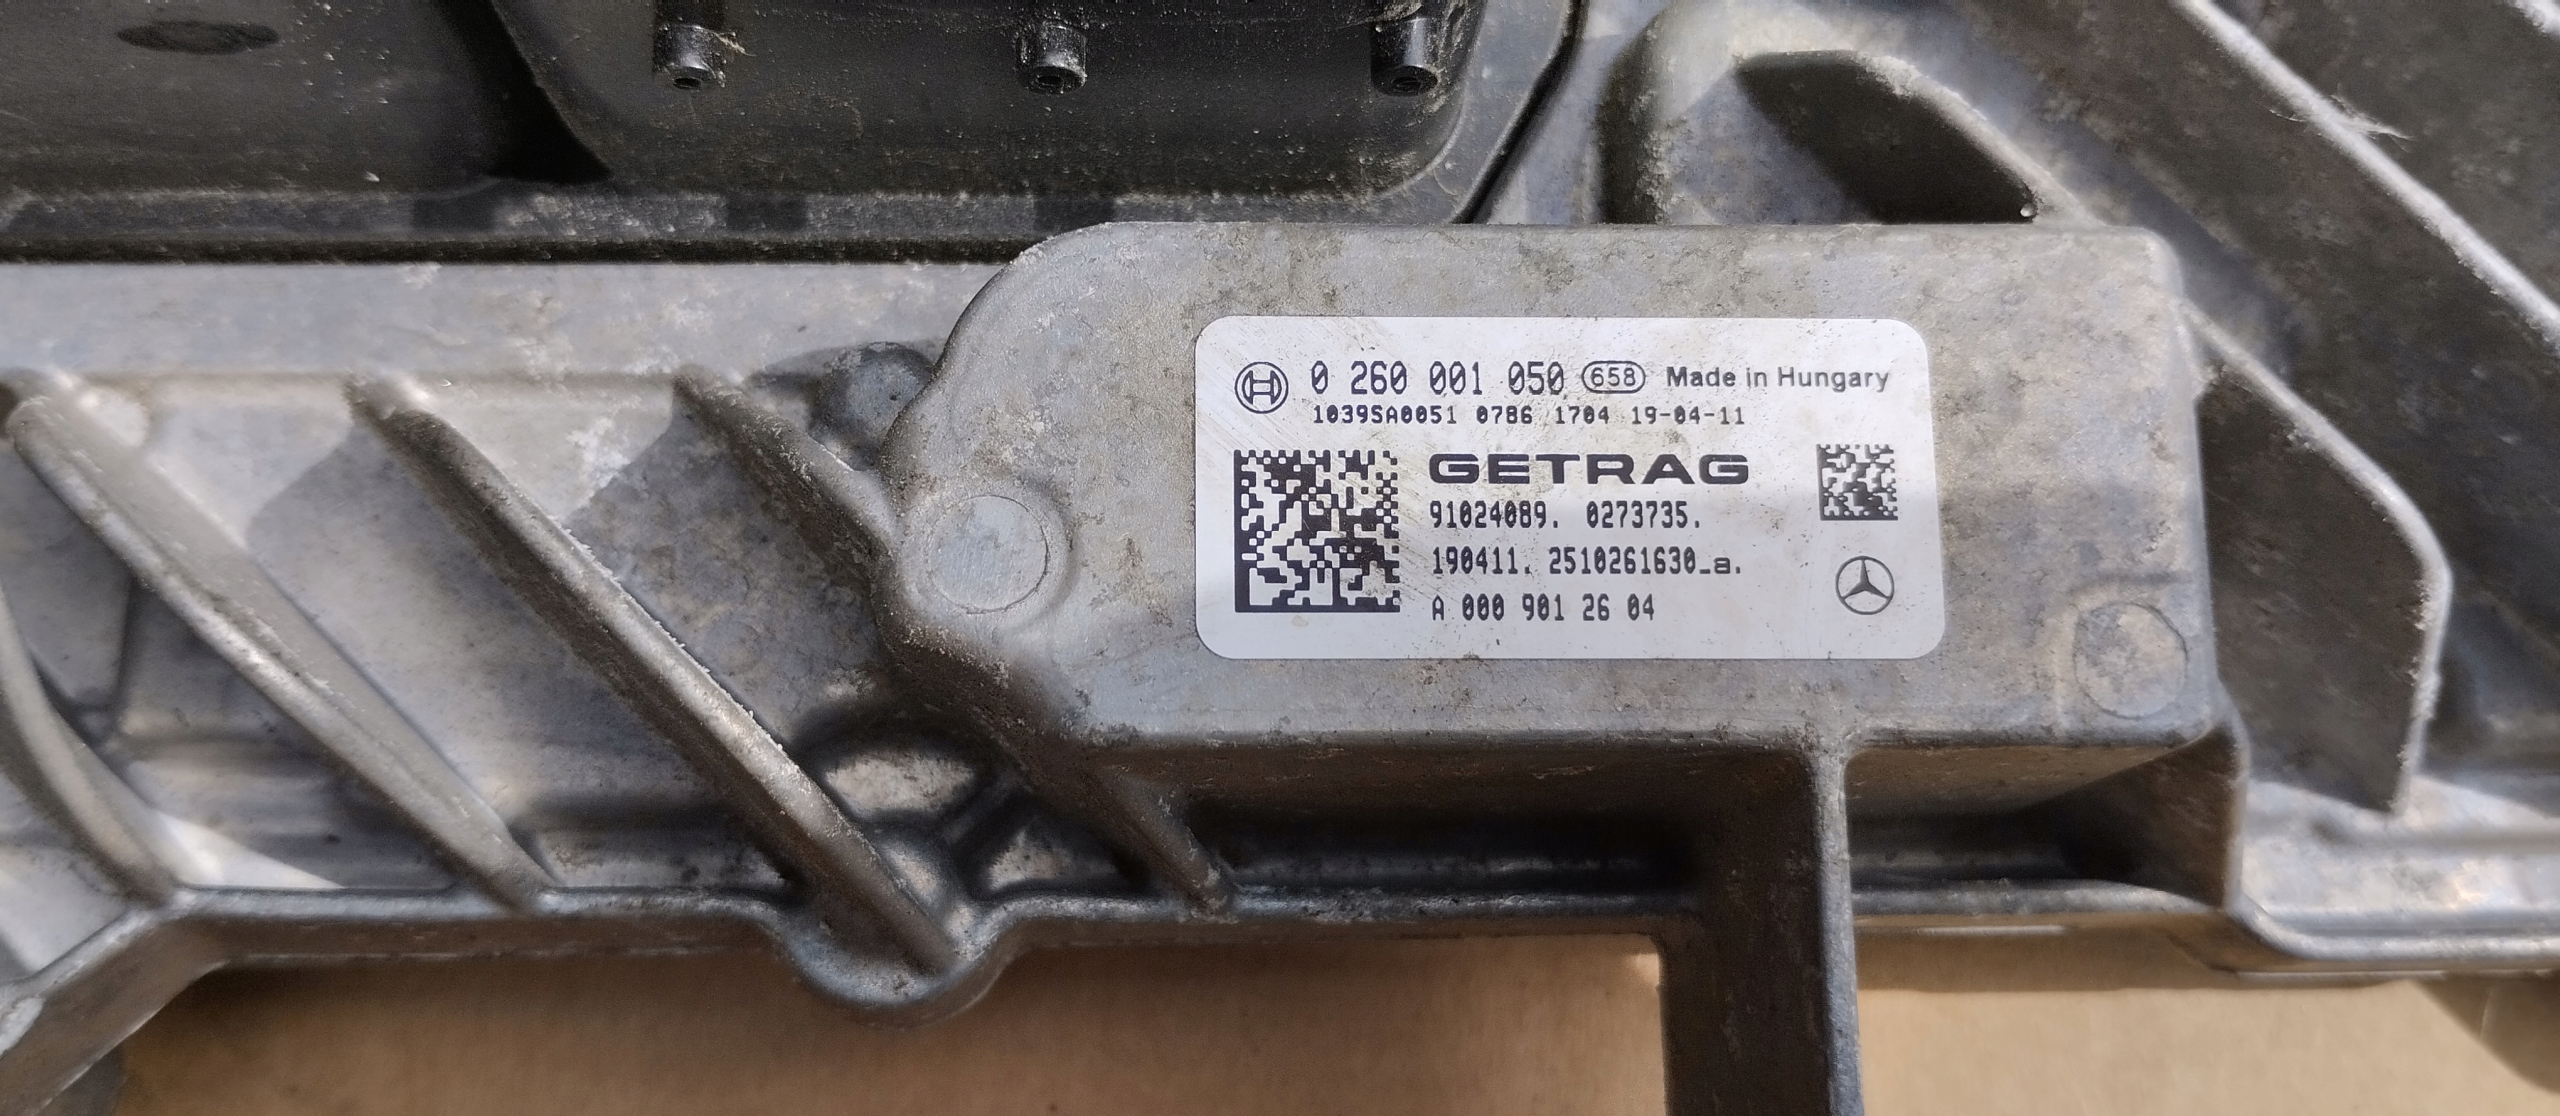 0 260 001 050 658 Made in Hungary
1039SA0051 0786 1704 19-04-11
GETRAG
91024089. 0273735.
190411. 2510261630_a.
A 000 901 26 04